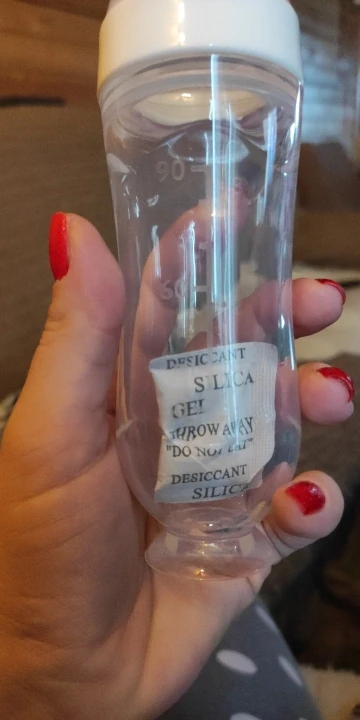 90
60
DESICCANT
SILICA
GEL
THROW AWAY
"DO NOT EAT"
DESICCANT
SILICA